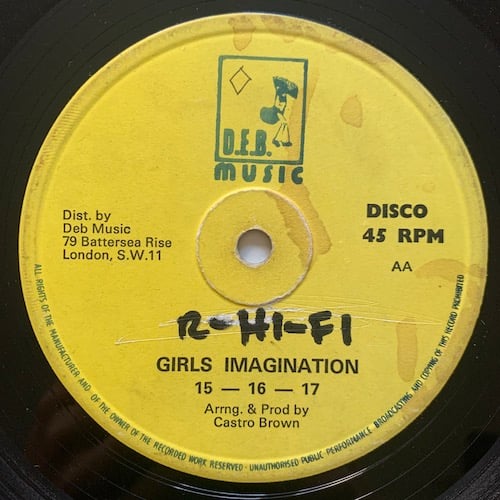 D.E.B.
MUSIC
Dist. by
Deb Music
79 Battersea Rise
London, S.W.11
DISCO
45 RPM
AA
R-HI-FI
GIRLS IMAGINATION
15 — 16 — 17
Arrng. & Prod by
Castro Brown
ALL RIGHTS OF THE MANUFACTURER AND OF THE OWNER OF THE RECORDED WORK RESERVED · UNAUTHORISED PUBLIC PERFORMANCE BROADCASTING AND COPYING OF THIS RECORD PROHIBITED